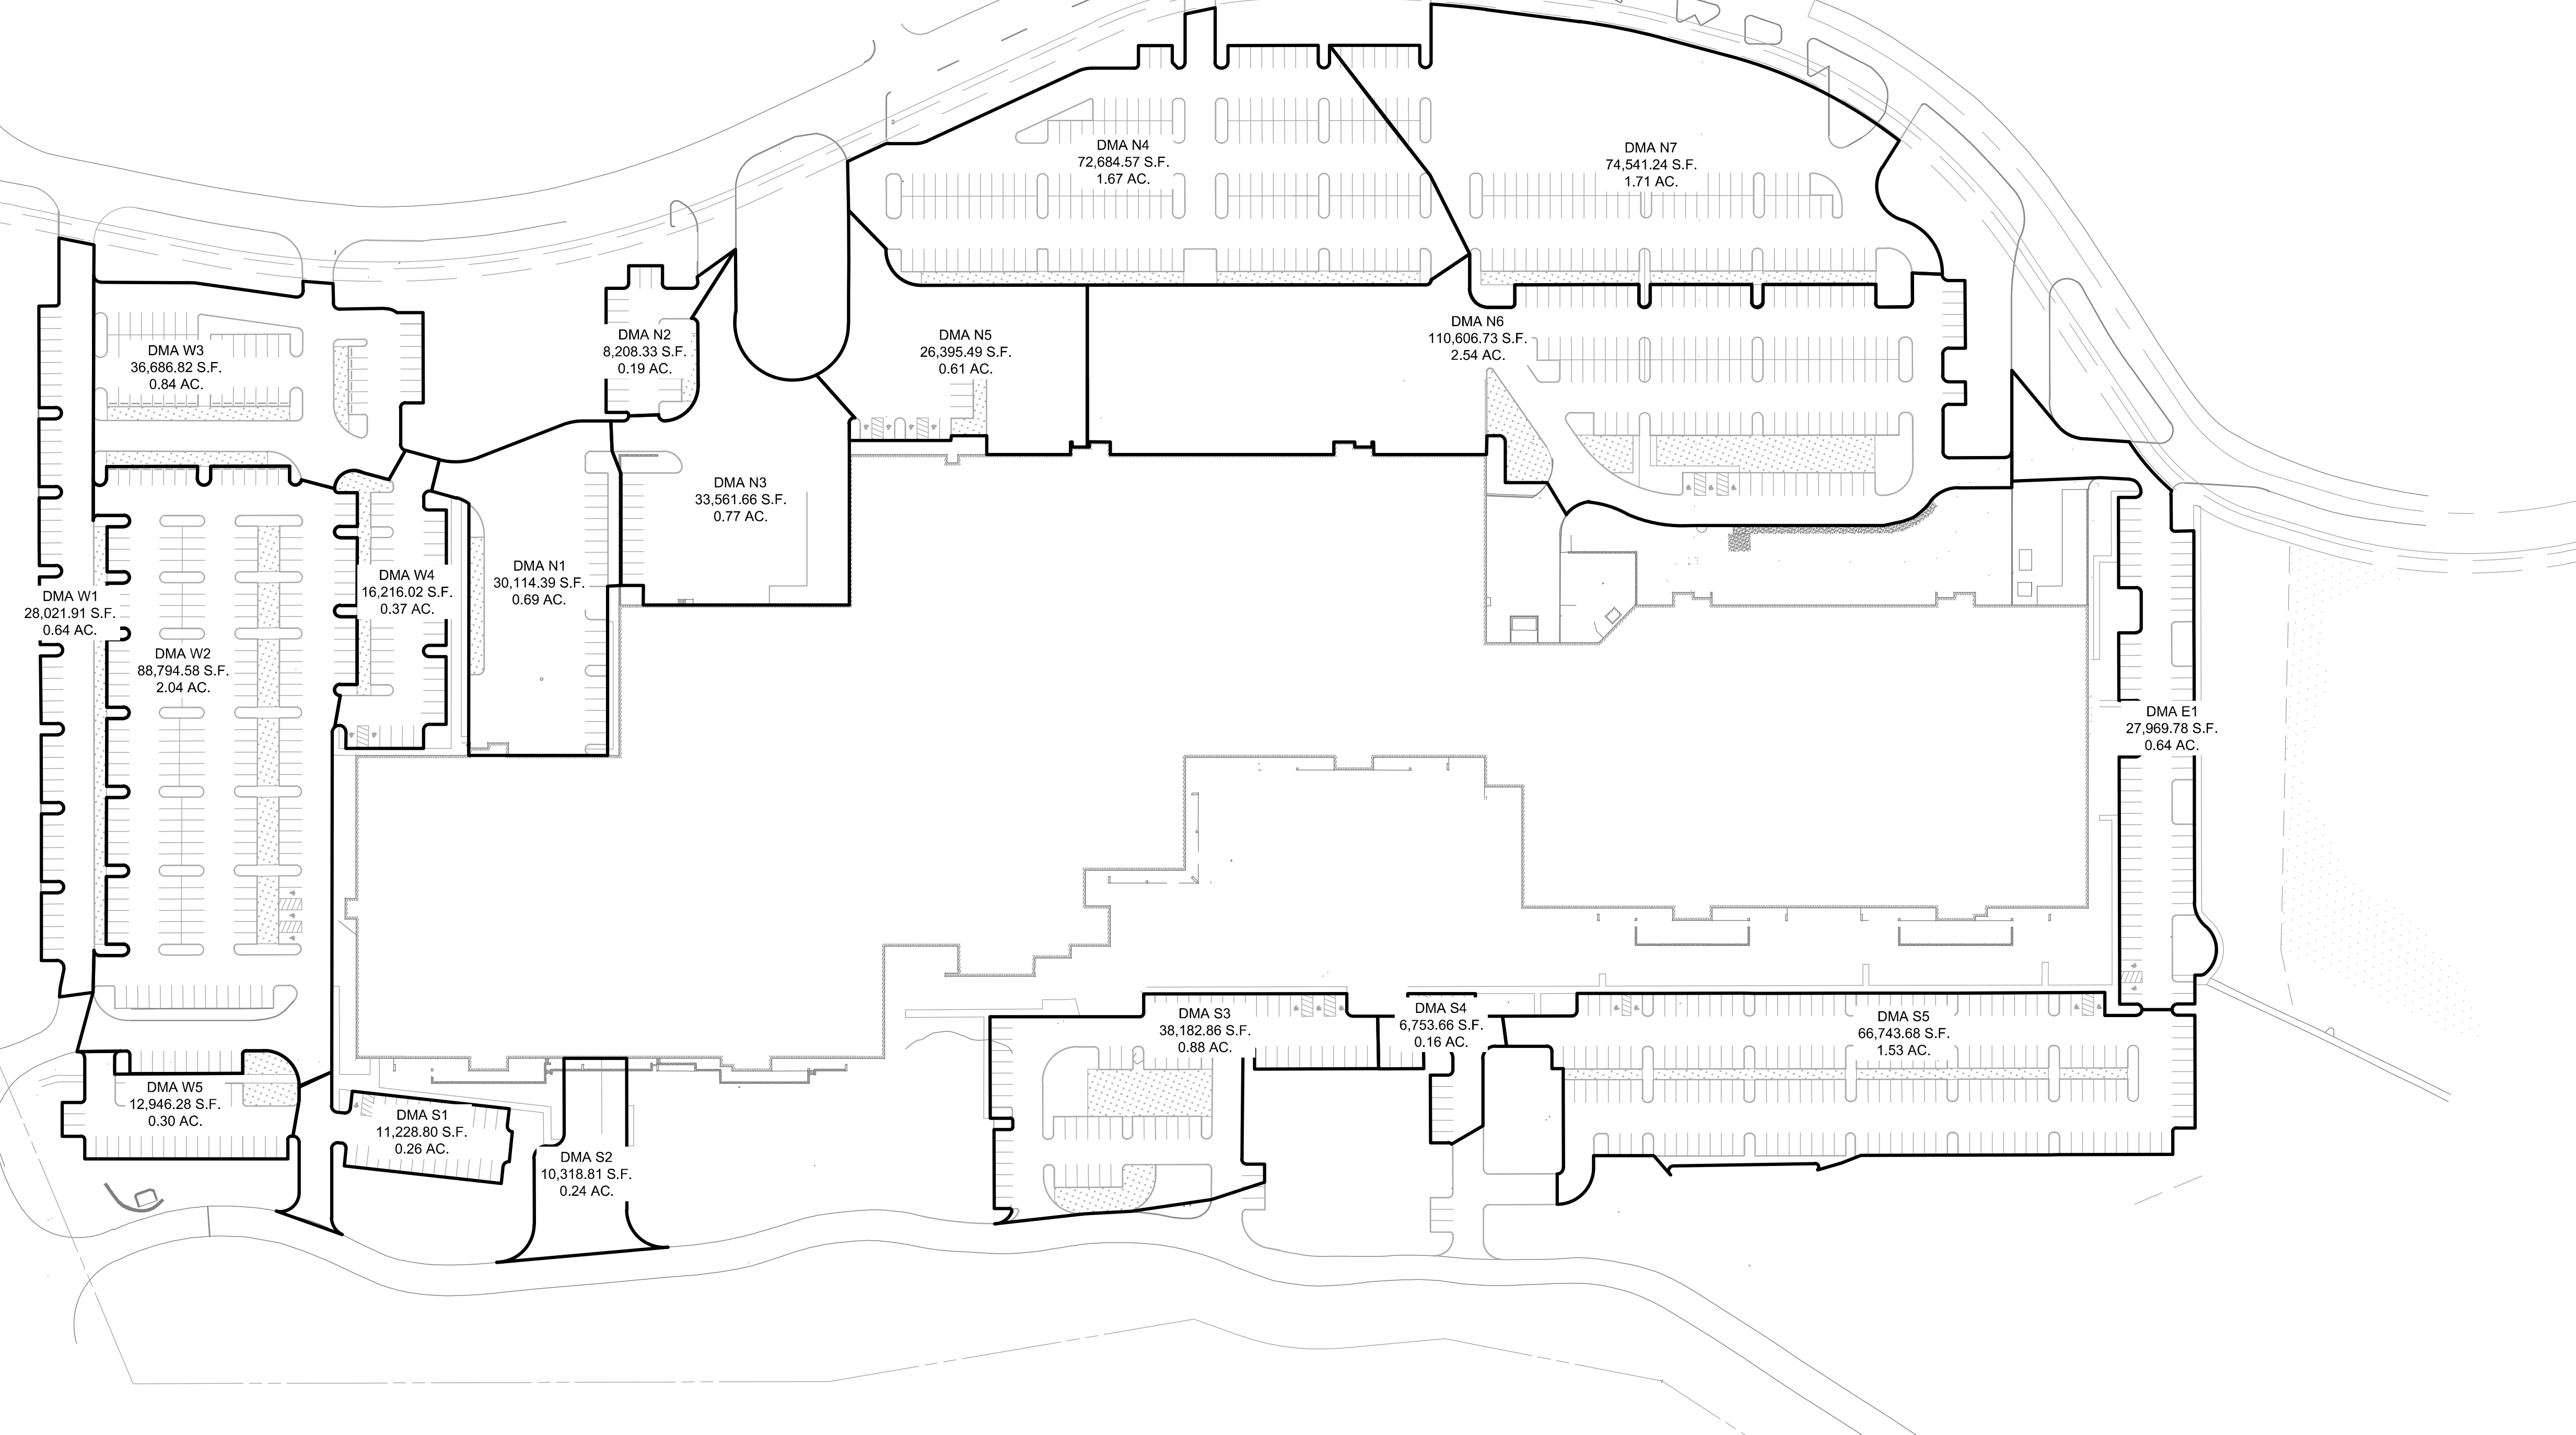 DMA N4
72,684.57 S.F.
1.67 AC.
DMA N7
74,541.24 S.F.
1.71 AC.
DMA W3
36,686.82 S.F.
0.84 AC.
DMA N2
8,208.33 S.F.
0.19 AC.
DMA N5
26,395.49 S.F.
0.61 AC.
DMA N6
110,606.73 S.F.
2.54 AC.
DMA N3
33,561.66 S.F.
0.77 AC.
DMA W1
28,021.91 S.F.
0.64 AC.
DMA W4
16,216.02 S.F.
0.37 AC.
DMA N1
30,114.39 S.F.
0.69 AC.
DMA W2
88,794.58 S.F.
2.04 AC.
DMA E1
27,969.78 S.F.
0.64 AC.
DMA S3
38,182.86 S.F.
0.88 AC.
DMA S4
6,753.66 S.F.
0.16 AC.
DMA S5
66,743.68 S.F.
1.53 AC.
DMA W5
12,946.28 S.F.
0.30 AC.
DMA S1
11,228.80 S.F.
0.26 AC.
DMA S2
10,318.81 S.F.
0.24 AC.